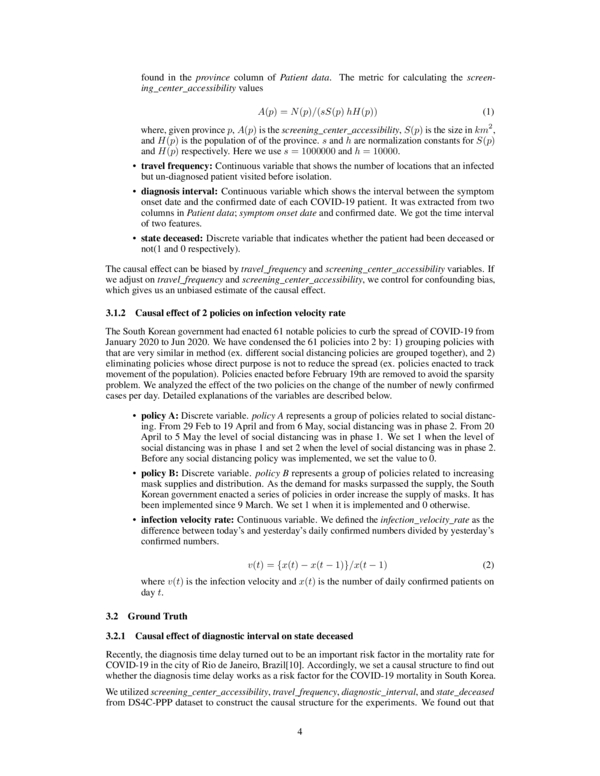 found in the province column of Patient data. The metric for calculating the screen-
ing_center_accessibility values
A(p) = N(p)/(sS(p) hH(p)) (1)
where, given province p, A(p) is the screening_center_accessibility, S(p) is the size in km², 
and H(p) is the population of of the province. s and h are normalization constants for S(p)
and H(p) respectively. Here we use s = 1000000 and h = 10000.
• travel frequency: Continuous variable that shows the number of locations that an infected
but un-diagnosed patient visited before isolation.
• diagnosis interval: Continuous variable which shows the interval between the symptom
onset date and the confirmed date of each COVID-19 patient. It was extracted from two
columns in Patient data; symptom onset date and confirmed date. We got the time interval
of two features.
• state deceased: Discrete variable that indicates whether the patient had been deceased or
not(1 and 0 respectively).
The causal effect can be biased by travel_frequency and screening_center_accessibility variables. If
we adjust on travel_frequency and screening_center_accessibility, we control for confounding bias,
which gives us an unbiased estimate of the causal effect.
3.1.2 Causal effect of 2 policies on infection velocity rate
The South Korean government had enacted 61 notable policies to curb the spread of COVID-19 from
January 2020 to Jun 2020. We have condensed the 61 policies into 2 by: 1) grouping policies with
that are very similar in method (ex. different social distancing policies are grouped together), and 2)
eliminating policies whose direct purpose is not to reduce the spread (ex. policies enacted to track
movement of the population). Policies enacted before February 19th are removed to avoid the sparsity
problem. We analyzed the effect of the two policies on the change of the number of newly confirmed
cases per day. Detailed explanations of the variables are described below.
• policy A: Discrete variable. policy A represents a group of policies related to social distanc-
ing. From 29 Feb to 19 April and from 6 May, social distancing was in phase 2. From 20
April to 5 May the level of social distancing was in phase 1. We set 1 when the level of
social distancing was in phase 1 and set 2 when the level of social distancing was in phase 2.
Before any social distancing policy was implemented, we set the value to 0.
• policy B: Discrete variable. policy B represents a group of policies related to increasing
mask supplies and distribution. As the demand for masks surpassed the supply, the South
Korean government enacted a series of policies in order increase the supply of masks. It has
been implemented since 9 March. We set 1 when it is implemented and 0 otherwise.
• infection velocity rate: Continuous variable. We defined the infection_velocity_rate as the
difference between today's and yesterday's daily confirmed numbers divided by yesterday's
confirmed numbers.
v(t) = {x(t) − x(t − 1)}/x(t − 1) (2)
where v(t) is the infection velocity and x(t) is the number of daily confirmed patients on
day t.
3.2 Ground Truth
3.2.1 Causal effect of diagnostic interval on state deceased
Recently, the diagnosis time delay turned out to be an important risk factor in the mortality rate for
COVID-19 in the city of Rio de Janeiro, Brazil[10]. Accordingly, we set a causal structure to find out
whether the diagnosis time delay works as a risk factor for the COVID-19 mortality in South Korea.
We utilized screening_center_accessibility, travel_frequency, diagnostic_interval, and state_deceased
from DS4C-PPP dataset to construct the causal structure for the experiments. We found out that
4